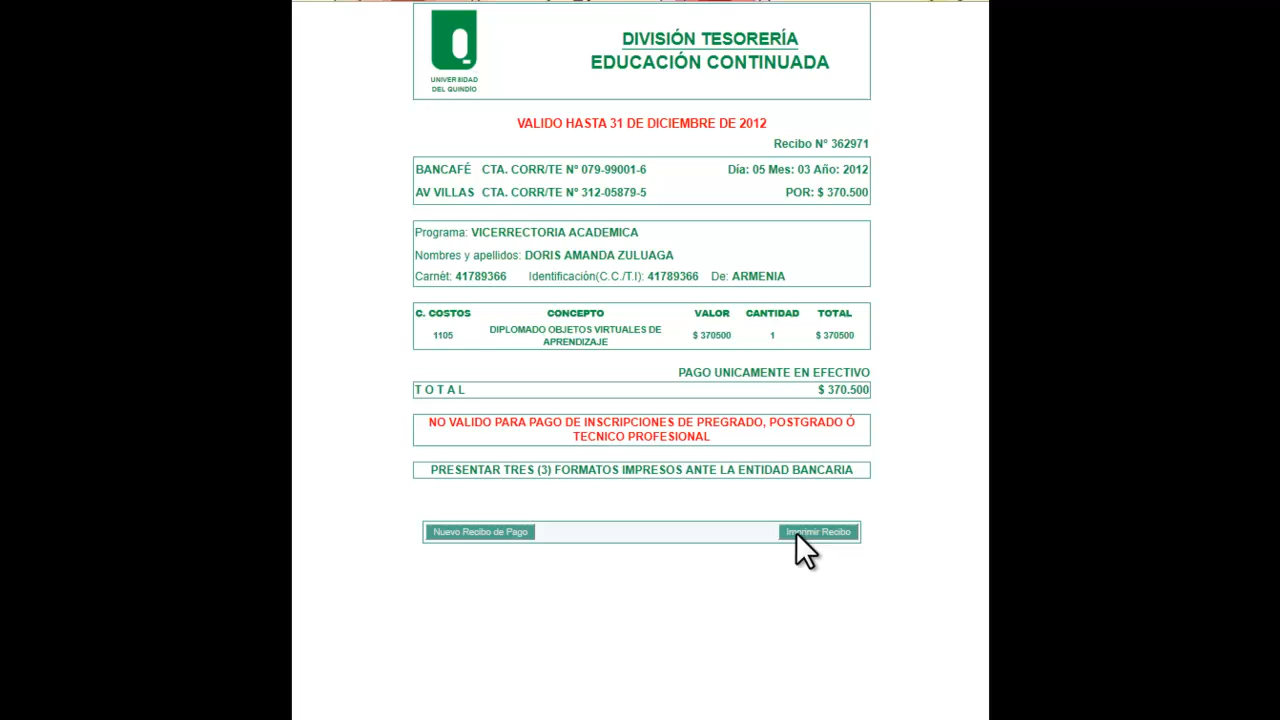 UNIVERSIDAD
DEL QUINDÍO
DIVISIÓN TESORERÍA
EDUCACIÓN CONTINUADA
VALIDO HASTA 31 DE DICIEMBRE DE 2012
Recibo Nº 362971
BANCAFÉ CTA. CORR/TE Nº 079-99001-6 Día: 05 Mes: 03 Año: 2012
AV VILLAS CTA. CORR/TE Nº 312-05879-5 POR: $ 370.500
Programa: VICERRECTORIA ACADEMICA
Nombres y apellidos: DORIS AMANDA ZULUAGA
Carnét: 41789366 Identificación(C.C./T.I): 41789366 De: ARMENIA
C. COSTOS CONCEPTO VALOR CANTIDAD TOTAL
1105 DIPLOMADO OBJETOS VIRTUALES DE APRENDIZAJE $ 370500 1 $ 370500
PAGO UNICAMENTE EN EFECTIVO
T O T A L $ 370.500
NO VALIDO PARA PAGO DE INSCRIPCIONES DE PREGRADO, POSTGRADO Ó
TECNICO PROFESIONAL
PRESENTAR TRES (3) FORMATOS IMPRESOS ANTE LA ENTIDAD BANCARIA
Nuevo Recibo de Pago Imprimir Recibo